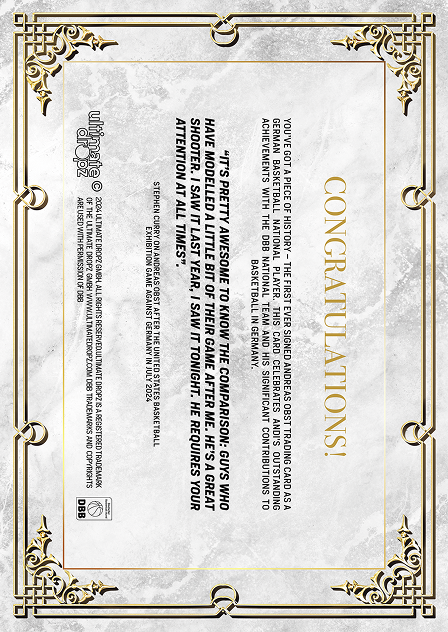 CONGRATULATIONS!
YOU'VE GOT A PIECE OF HISTORY – THE FIRST EVER SIGNED ANDREAS OBST TRADING CARD AS A
GERMAN BASKETBALL NATIONAL PLAYER. THIS CARD CELEBRATES ANDI'S OUTSTANDING
ACHIEVEMENTS WITH THE DBB NATIONAL TEAM AND HIS SIGNIFICANT CONTRIBUTIONS TO
BASKETBALL IN GERMANY.
"IT'S PRETTY AWESOME TO KNOW THE COMPARISON: GUYS WHO
HAVE MODELLED A LITTLE BIT OF THEIR GAME AFTER ME. HE'S A GREAT
SHOOTER. I SAW IT LAST YEAR, I SAW IT TONIGHT. HE REQUIRES YOUR
ATTENTION AT ALL TIMES".
STEPHEN CURRY ON ANDREAS OBST AFTER THE UNITED STATES BASKETBALL
EXHIBITION GAME AGAINST GERMANY IN JULY 2024
ultimate
dropz
© 2024 ULTIMATE DROPZ GMBH. ALL RIGHTS RESERVED. ULTIMATE DROPZ IS A REGISTERED TRADEMARK
OF THE ULTIMATE DROPZ GMBH. WWW.ULTIMATEDROPZ.COM DBB TRADEMARKS AND COPYRIGHTS
ARE USED WITH PERMISSION OF DBB
DBB